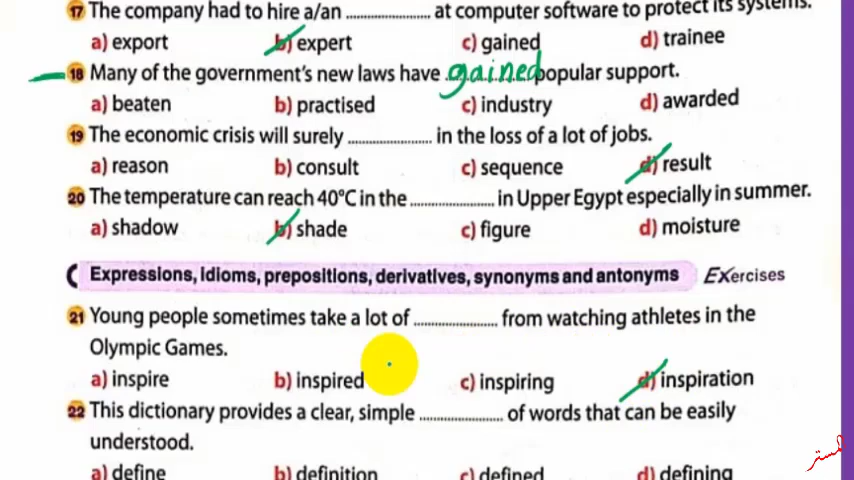 17 The company had to hire a/an .................... at computer software to protect its systems.
a) export b) expert c) gained d) trainee
18 Many of the government's new laws have gained popular support.
a) beaten b) practised c) industry d) awarded
19 The economic crisis will surely .................... in the loss of a lot of jobs.
a) reason b) consult c) sequence d) result
20 The temperature can reach 40°C in the .................... in Upper Egypt especially in summer.
a) shadow b) shade c) figure d) moisture
Expressions, idioms, prepositions, derivatives, synonyms and antonyms Exercises
21 Young people sometimes take a lot of .................... from watching athletes in the
Olympic Games.
a) inspire b) inspired c) inspiring d) inspiration
22 This dictionary provides a clear, simple .................... of words that can be easily
understood.
a) define b) definition c) defined d) defining